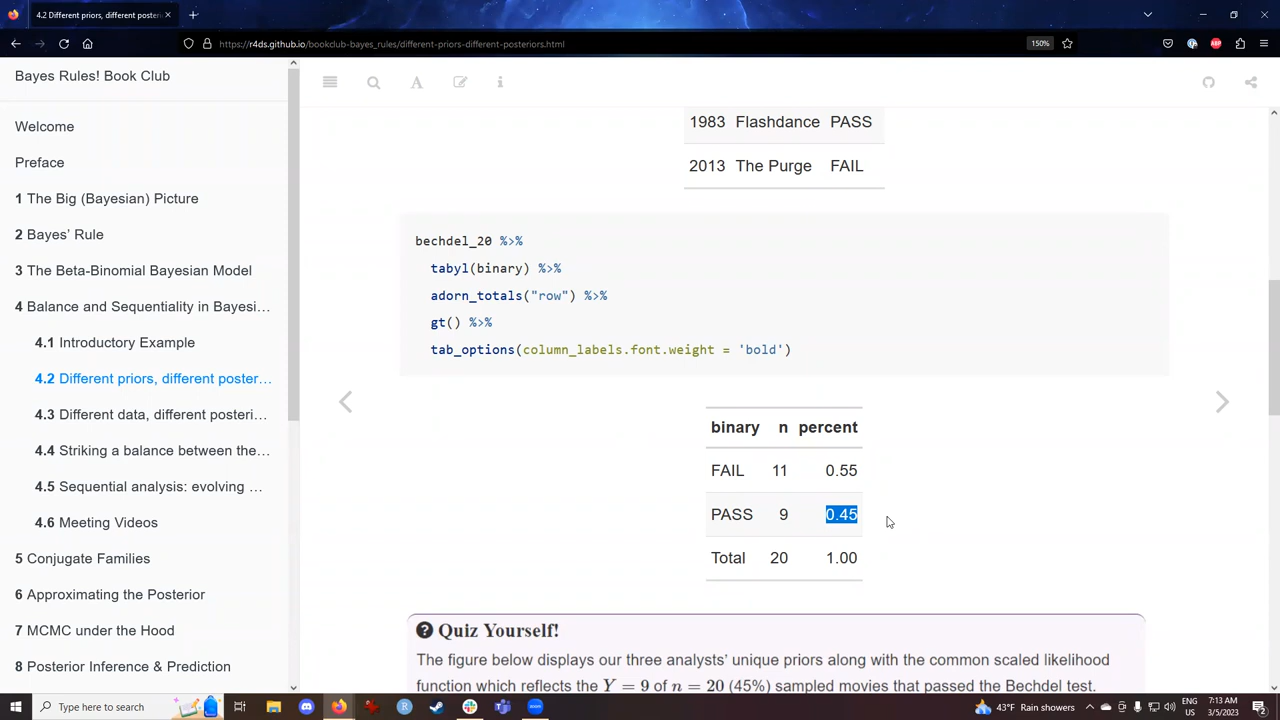 4.2 Different priors, different posterio
https://r4ds.github.io/bookclub-bayes_rules/different-priors-different-posteriors.html
150%
Bayes Rules! Book Club
Welcome
Preface
1 The Big (Bayesian) Picture
2 Bayes’ Rule
3 The Beta-Binomial Bayesian Model
4 Balance and Sequentiality in Bayesi...
4.1 Introductory Example
4.2 Different priors, different poster...
4.3 Different data, different posteri...
4.4 Striking a balance between the...
4.5 Sequential analysis: evolving ...
4.6 Meeting Videos
5 Conjugate Families
6 Approximating the Posterior
7 MCMC under the Hood
8 Posterior Inference & Prediction
1983 Flashdance PASS
2013 The Purge FAIL
bechdel_20 %>%
tabyl(binary) %>%
adorn_totals("row") %>%
gt() %>%
tab_options(column_labels.font.weight = 'bold')
binary n percent
FAIL 11 0.55
PASS 9 0.45
Total 20 1.00
Quiz Yourself!
The figure below displays our three analysts’ unique priors along with the common scaled likelihood
function which reflects the Y = 9 of n = 20 (45%) sampled movies that passed the Bechdel test.
Type here to search
43°F Rain showers
ENG
US
7:13 AM
3/5/2023